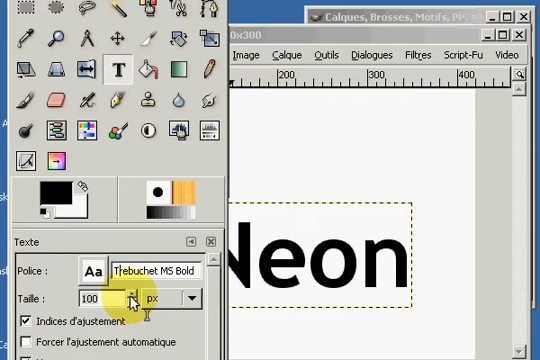 Calques, Brosses, Motifs, PP,
0x300
Image Calque Outils Dialogues Filtres Script-Fu Video
200 300 400
T
Neon
Texte
Police : Aa Trebuchet MS Bold
Taille : 100 px
Indices d'ajustement
Forcer l'ajustement automatique